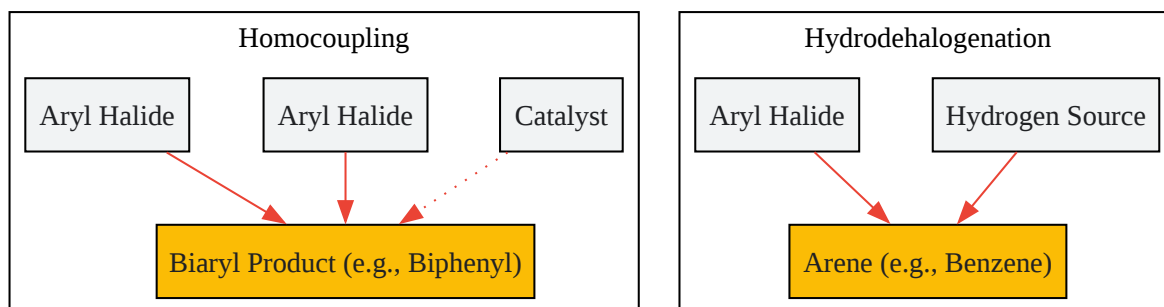 Homocoupling
Aryl Halide
Aryl Halide
Catalyst
Biaryl Product (e.g., Biphenyl)
Hydrodehalogenation
Aryl Halide
Hydrogen Source
Arene (e.g., Benzene)